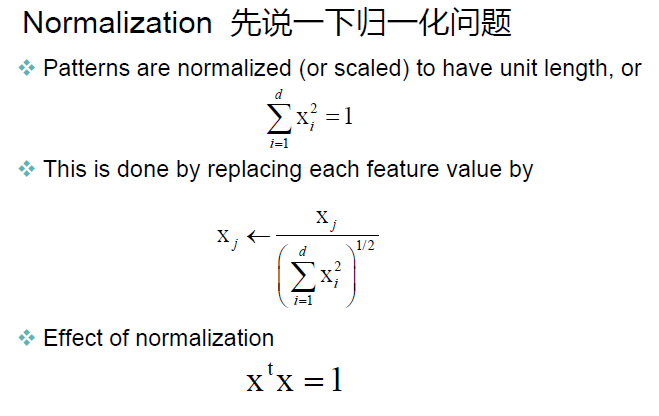 Normalization 先说一下归一化问题
❖ Patterns are normalized (or scaled) to have unit length, or
\sum_{i=1}^{d} x_i^2 = 1
❖ This is done by replacing each feature value by
x_j \leftarrow \frac{x_j}{\left( \sum_{i=1}^{d} x_i^2 \right)^{1/2}}
❖ Effect of normalization
x^t x = 1